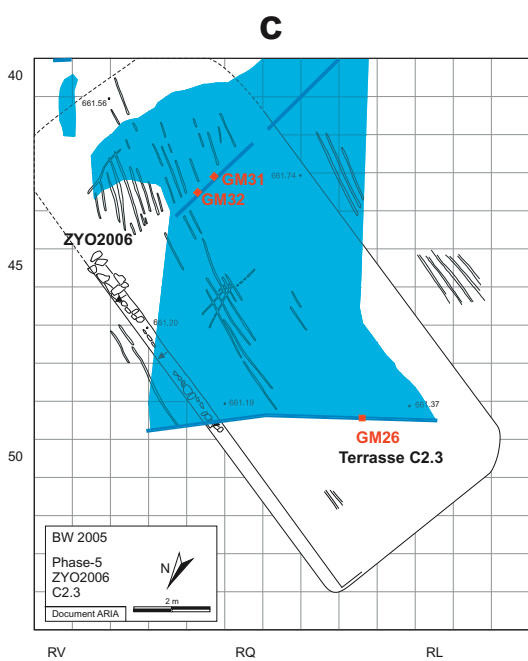 C
40
661.56
GM31
661.74
GM32
ZYO2006
45
661.20
661.19
661.37
GM26
Terrasse C2.3
50
BW 2005
Phase-5
ZYO2006
C2.3
N
2 m
Document ARIA
RV
RQ
RL